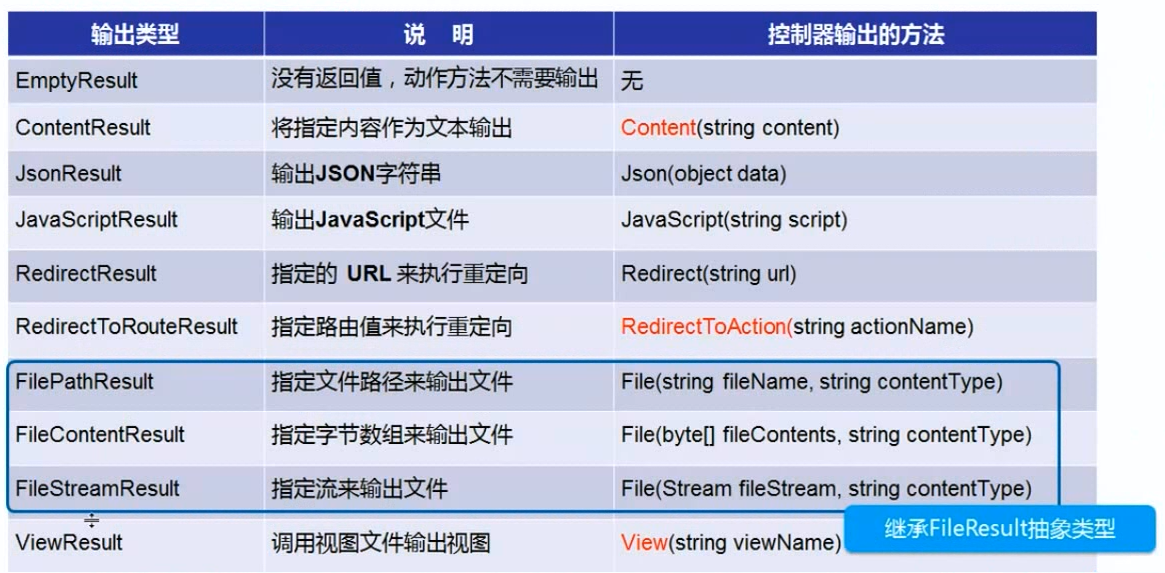 输出类型 说 明 控制器输出的方法
EmptyResult 没有返回值，动作方法不需要输出 无
ContentResult 将指定内容作为文本输出 Content(string content)
JsonResult 输出JSON字符串 Json(object data)
JavaScriptResult 输出JavaScript文件 JavaScript(string script)
RedirectResult 指定的 URL 来执行重定向 Redirect(string url)
RedirectToRouteResult 指定路由值来执行重定向 RedirectToAction(string actionName)
FilePathResult 指定文件路径来输出文件 File(string fileName, string contentType)
FileContentResult 指定字节数组来输出文件 File(byte[] fileContents, string contentType)
FileStreamResult 指定流来输出文件 File(Stream fileStream, string contentType)
ViewResult 调用视图文件输出视图 View(string viewName)
继承FileResult抽象类型